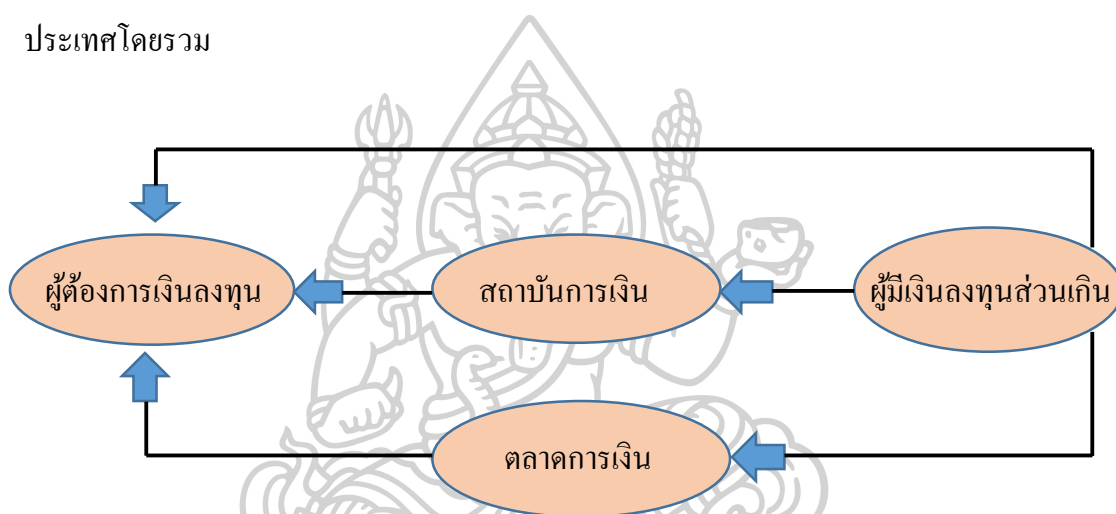 ประเทศโดยรวม
ผู้ต้องการเงินลงทุน
สถาบันการเงิน
ผู้มีเงินลงทุนส่วนเกิน
ตลาดการเงิน